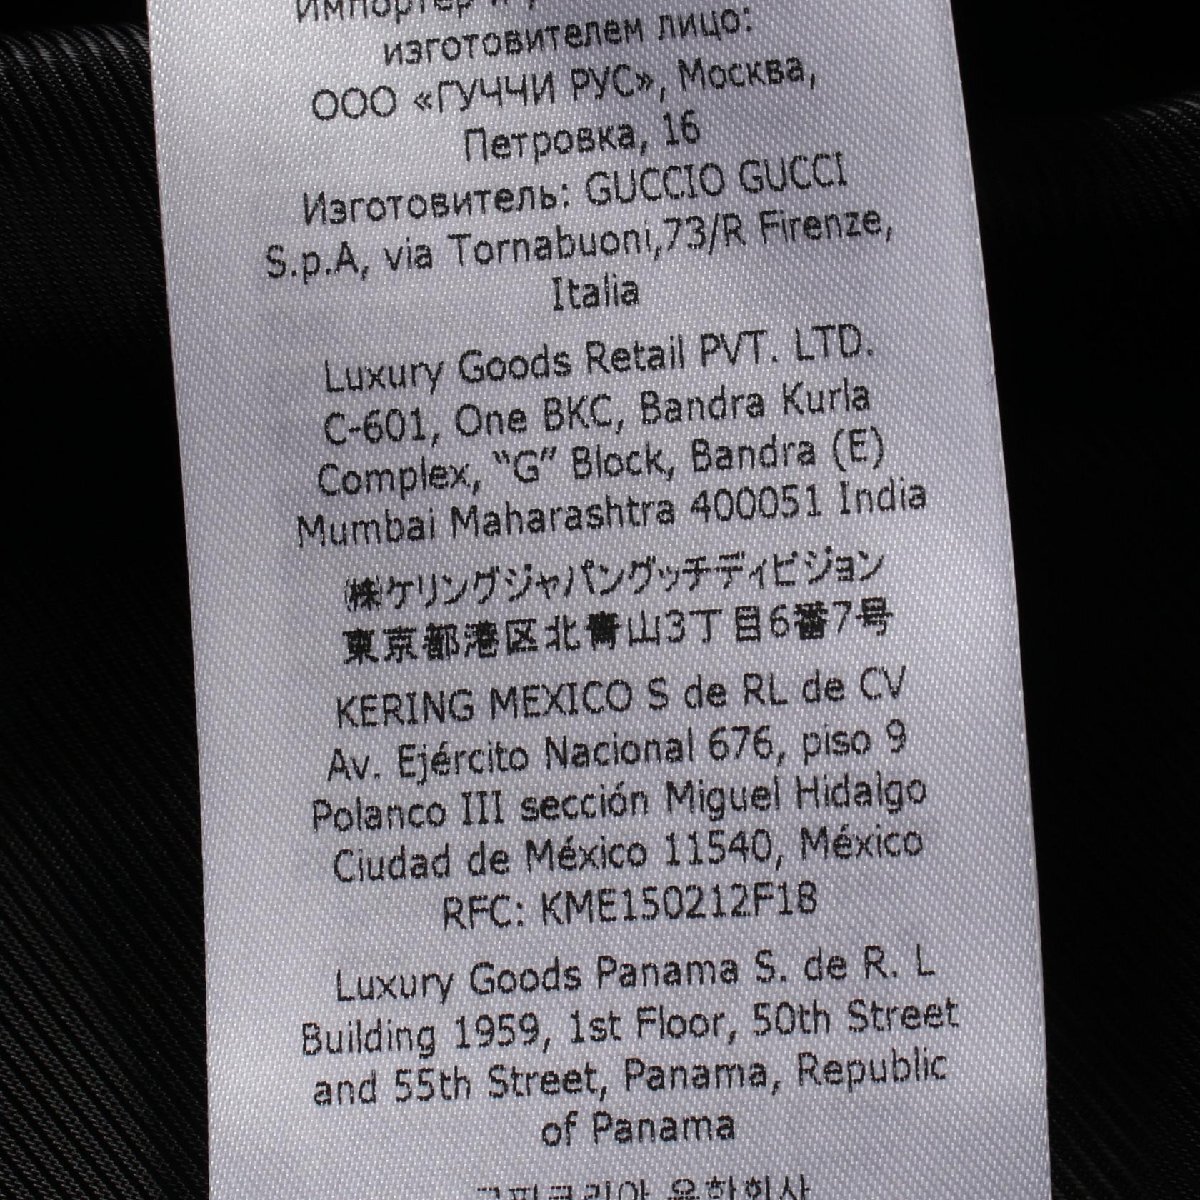 Импортер и
изготовителем лицо:
ООО «ГУЧЧИ РУС», Москва,
Петровка, 16
Изготовитель: GUCCIO GUCCI
S.p.A, via Tornabuoni,73/R Firenze,
Italia
Luxury Goods Retail PVT. LTD.
C-601, One BKC, Bandra Kurla
Complex, “G” Block, Bandra (E)
Mumbai Maharashtra 400051 India
㈱ケリングジャパングッチディビジョン
東京都港区北青山3丁目6番7号
KERING MEXICO S de RL de CV
Av. Ejército Nacional 676, piso 9
Polanco III sección Miguel Hidalgo
Ciudad de México 11540, México
RFC: KME150212F18
Luxury Goods Panama S. de R. L
Building 1959, 1st Floor, 50th Street
and 55th Street, Panama, Republic
of Panama
유한회사